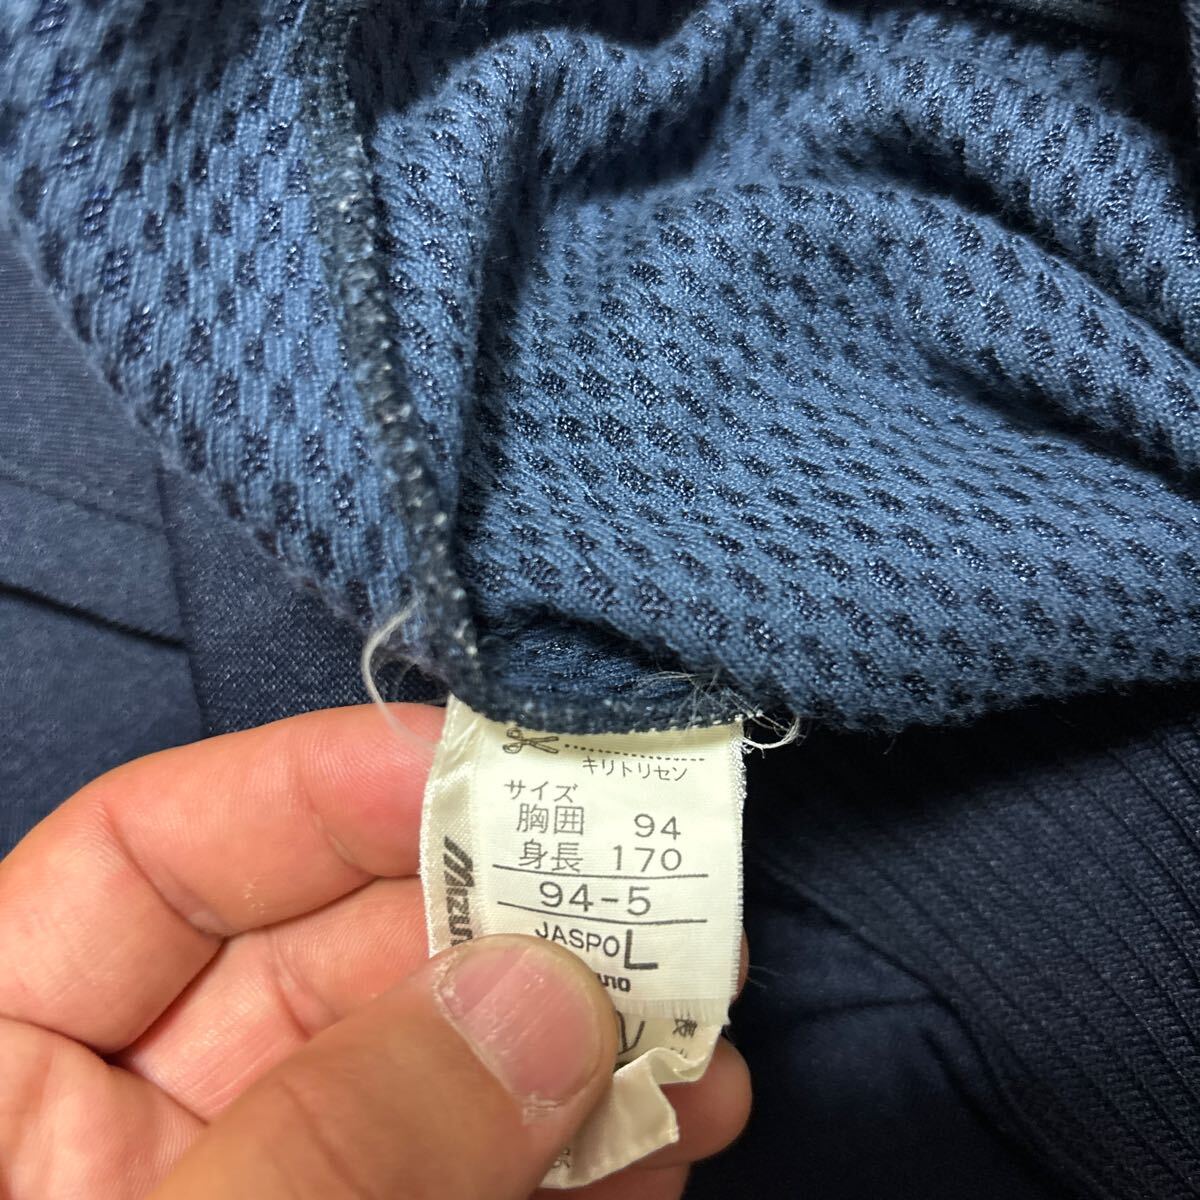 キリトリセン
サイズ
胸囲 94
身長 170
94-5
JASPO L